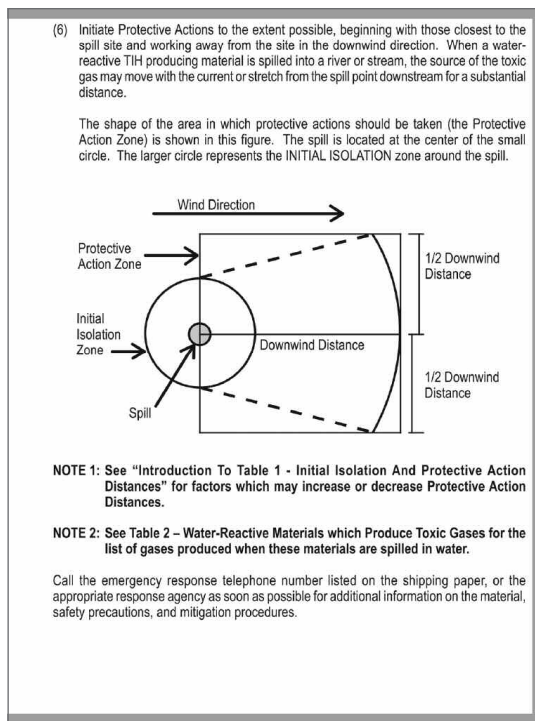 (6) Initiate Protective Actions to the extent possible, beginning with those closest to the
spill site and working away from the site in the downwind direction. When a water-
reactive TIH producing material is spilled into a river or stream, the source of the toxic
gas may move with the current or stretch from the spill point downstream for a substantial
distance.
The shape of the area in which protective actions should be taken (the Protective
Action Zone) is shown in this figure. The spill is located at the center of the small
circle. The larger circle represents the INITIAL ISOLATION zone around the spill.
Wind Direction
Protective
Action Zone
1/2 Downwind
Distance
Initial
Isolation
Zone
Downwind Distance
1/2 Downwind
Distance
Spill
NOTE 1: See “Introduction To Table 1 - Initial Isolation And Protective Action
Distances” for factors which may increase or decrease Protective Action
Distances.
NOTE 2: See Table 2 – Water-Reactive Materials which Produce Toxic Gases for the
list of gases produced when these materials are spilled in water.
Call the emergency response telephone number listed on the shipping paper, or the
appropriate response agency as soon as possible for additional information on the material,
safety precautions, and mitigation procedures.